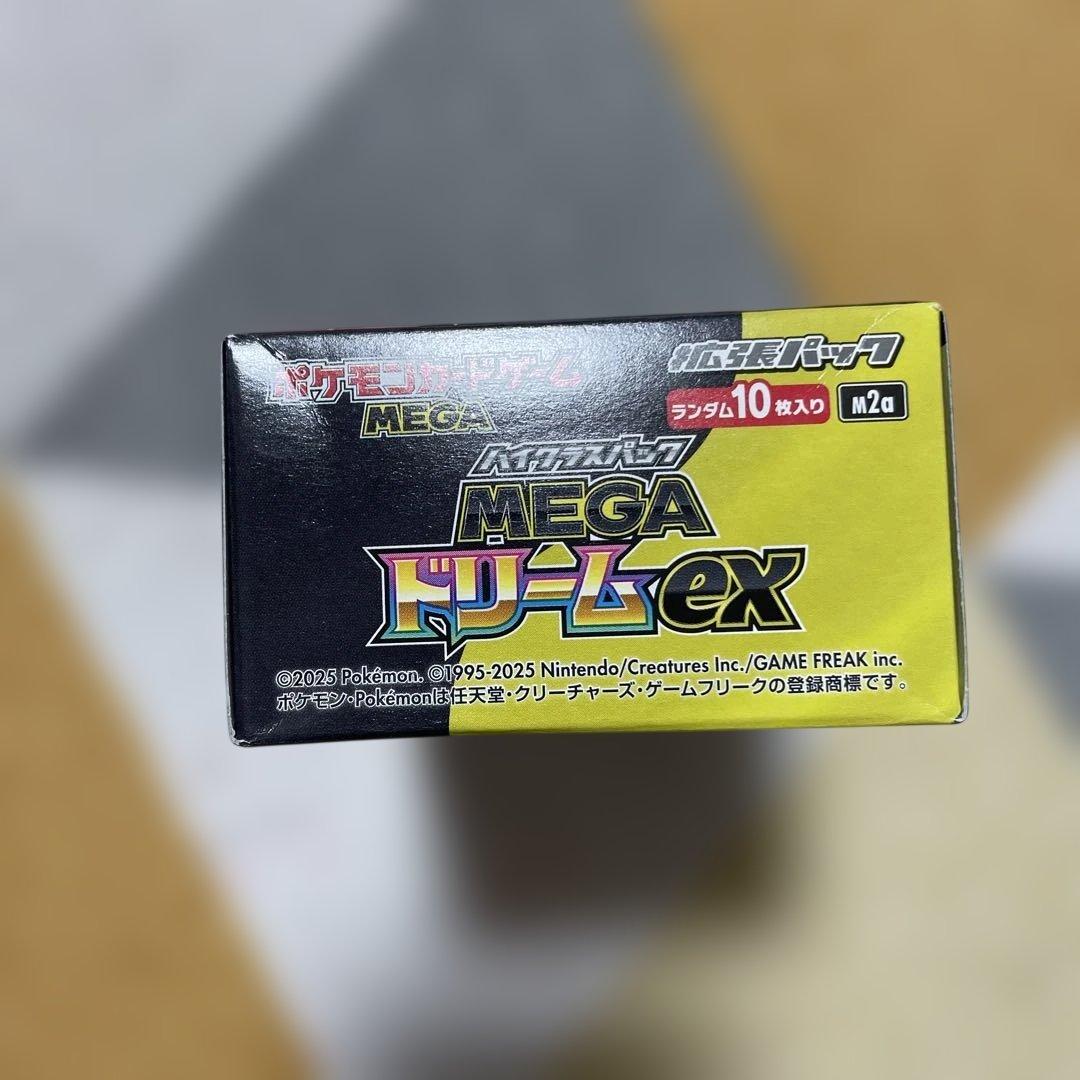 ポケモンカードゲーム
MEGA
拡張パック
ランダム10枚入り
M2a
ハイクラスパック
MEGA
ドリームex
©2025 Pokémon. ©1995-2025 Nintendo/Creatures Inc./GAME FREAK inc.
ポケモン・Pokémonは任天堂・クリーチャーズ・ゲームフリークの登録商標です。